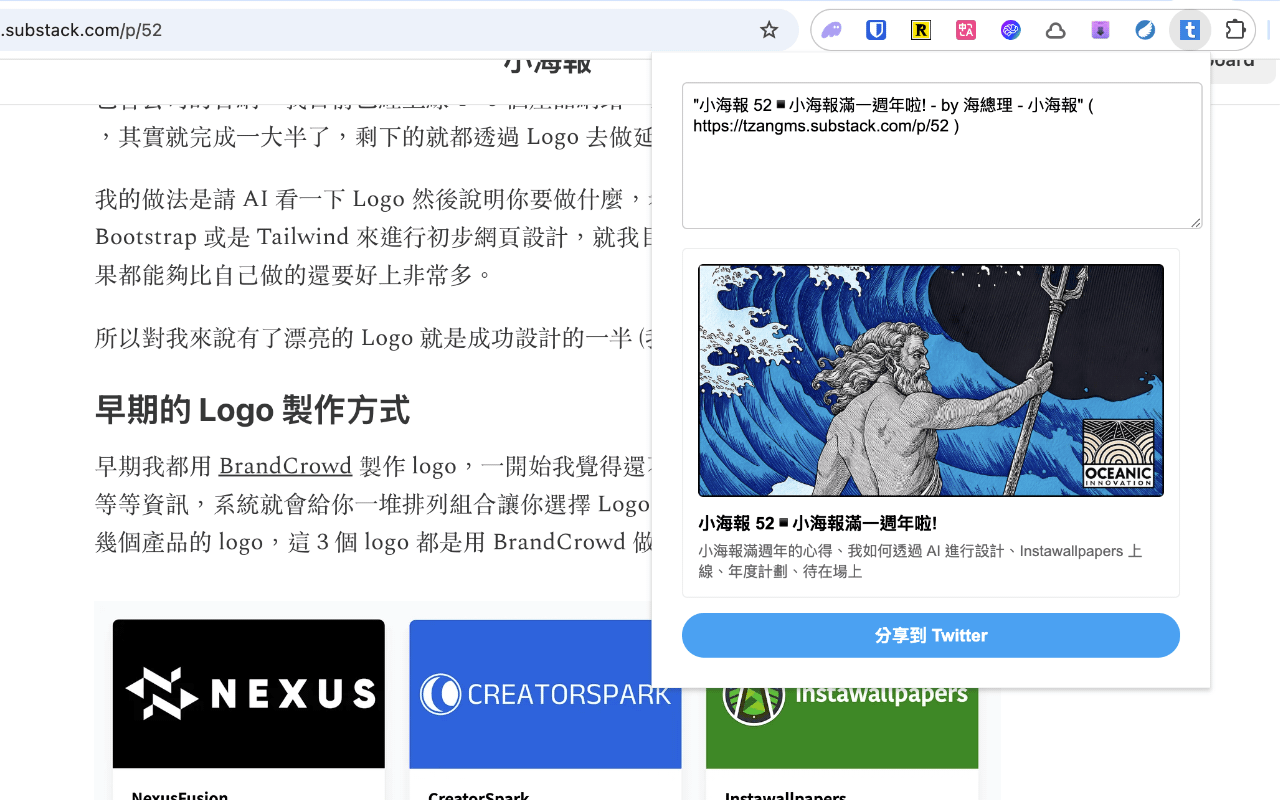 .substack.com/p/52
小海報
，其實就完成一大半了，剩下的就都透過 Logo 去做延
我的做法是請 AI 看一下 Logo 然後說明你要做什麼，
Bootstrap 或是 Tailwind 來進行初步網頁設計，就我目
果都能夠比自己做的還要好上非常多。
所以對我來說有了漂亮的 Logo 就是成功設計的一半 (
早期的 Logo 製作方式
早期我都用 BrandCrowd 製作 logo，一開始我覺得還不
等等資訊，系統就會給你一堆排列組合讓你選擇 Logo
幾個產品的 logo，這 3 個 logo 都是用 BrandCrowd 做
NEXUS
CREATORSPARK
Instawallpapers
NexusFusion
CreatorSpark
Instawallpapers
"小海報 52◾小海報滿一週年啦! - by 海總理 - 小海報" (
https://tzangms.substack.com/p/52 )
OCEANIC
INNOVATION
小海報 52◾小海報滿一週年啦!
小海報滿週年的心得、我如何透過 AI 進行設計、Instawallpapers 上
線、年度計劃、待在場上
分享到 Twitter